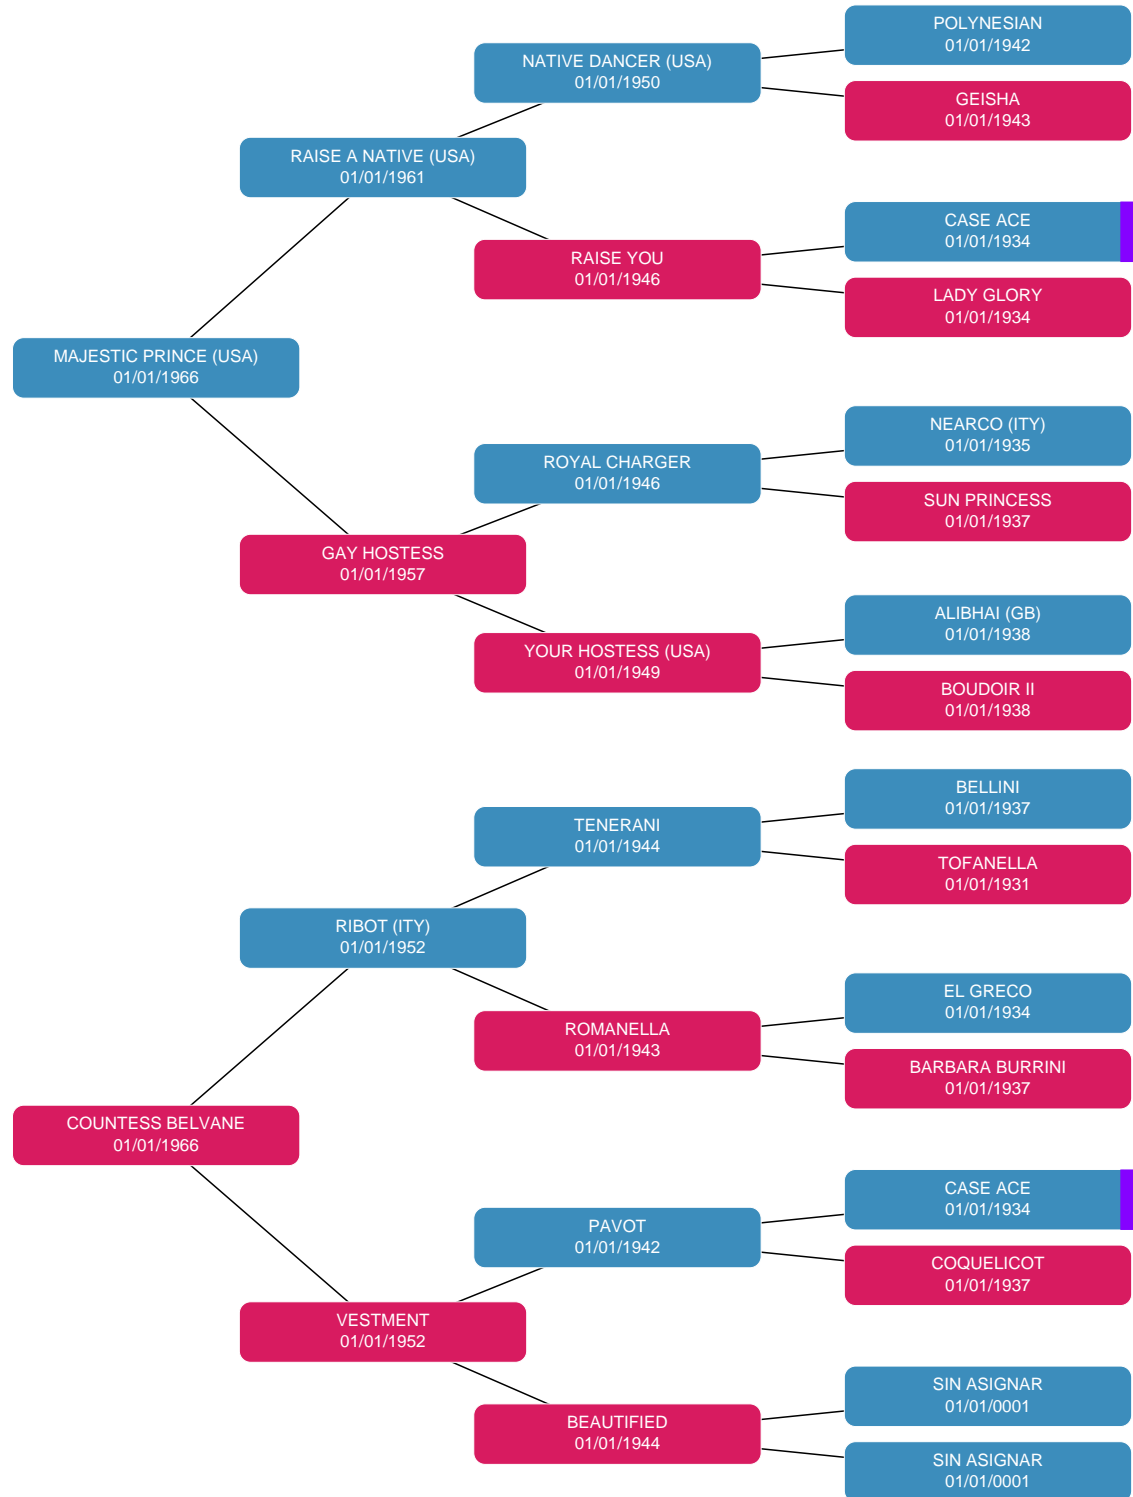 POLYNESIAN
01/01/1942
NATIVE DANCER (USA)
01/01/1950
GEISHA
01/01/1943
RAISE A NATIVE (USA)
01/01/1961
CASE ACE
01/01/1934
RAISE YOU
01/01/1946
LADY GLORY
01/01/1934
MAJESTIC PRINCE (USA)
01/01/1966
NEARCO (ITY)
01/01/1935
ROYAL CHARGER
01/01/1946
SUN PRINCESS
01/01/1937
GAY HOSTESS
01/01/1957
ALIBHAI (GB)
01/01/1938
YOUR HOSTESS (USA)
01/01/1949
BOUDOIR II
01/01/1938
BELLINI
01/01/1937
TENERANI
01/01/1944
TOFANELLA
01/01/1931
RIBOT (ITY)
01/01/1952
EL GRECO
01/01/1934
ROMANELLA
01/01/1943
BARBARA BURRINI
01/01/1937
COUNTESS BELVANE
01/01/1966
CASE ACE
01/01/1934
PAVOT
01/01/1942
COQUELICOT
01/01/1937
VESTMENT
01/01/1952
SIN ASIGNAR
01/01/0001
BEAUTIFIED
01/01/1944
SIN ASIGNAR
01/01/0001